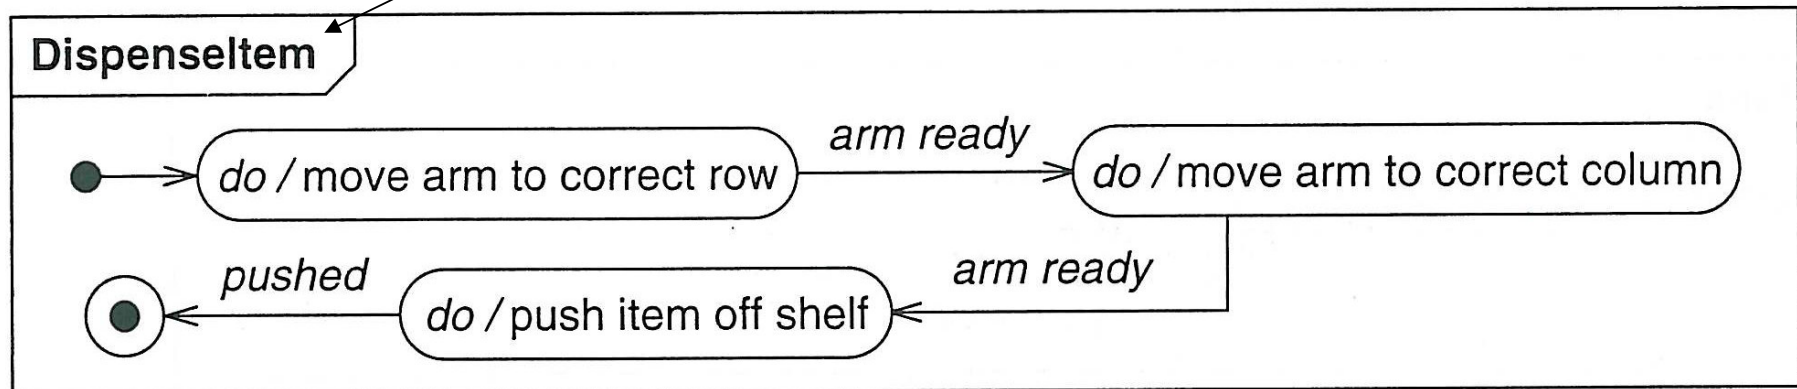 DispenseItem
arm ready
do / move arm to correct row
do / move arm to correct column
pushed
arm ready
do / push item off shelf